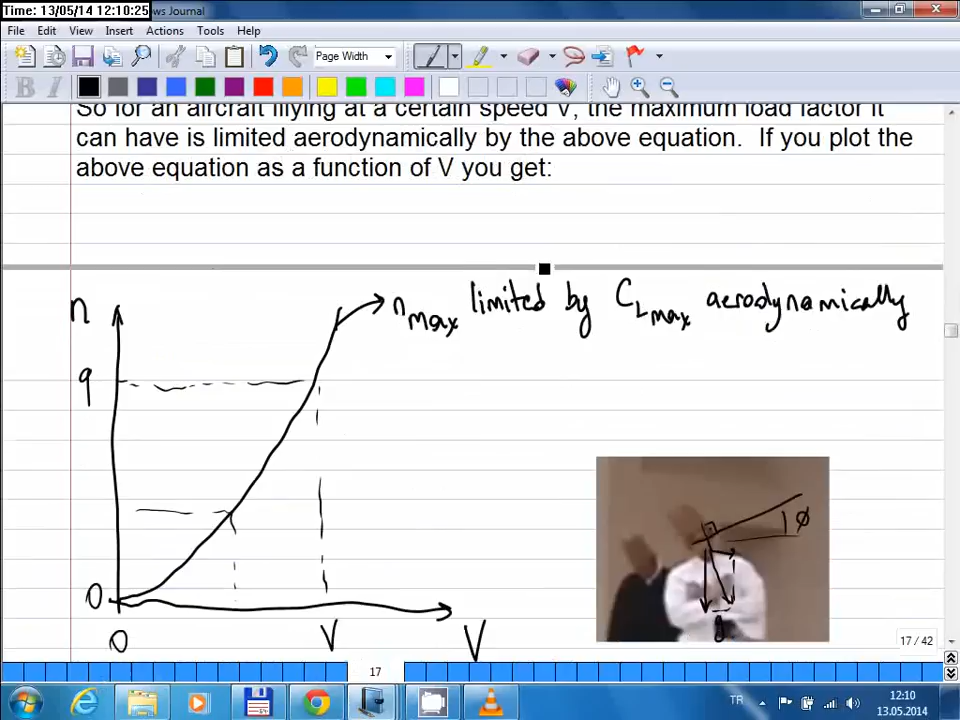 Time: 13/05/14 12:10:25
ws Journal
File Edit View Insert Actions Tools Help
Page Width
B I
So for an aircraft fliying at a certain speed V, the maximum load factor it
can have is limited aerodynamically by the above equation. If you plot the
above equation as a function of V you get:
n
n max limited by C L max aerodynamically
9
φ
g
0
0 V V
17 / 42
17
TR
12:10
13.05.2014